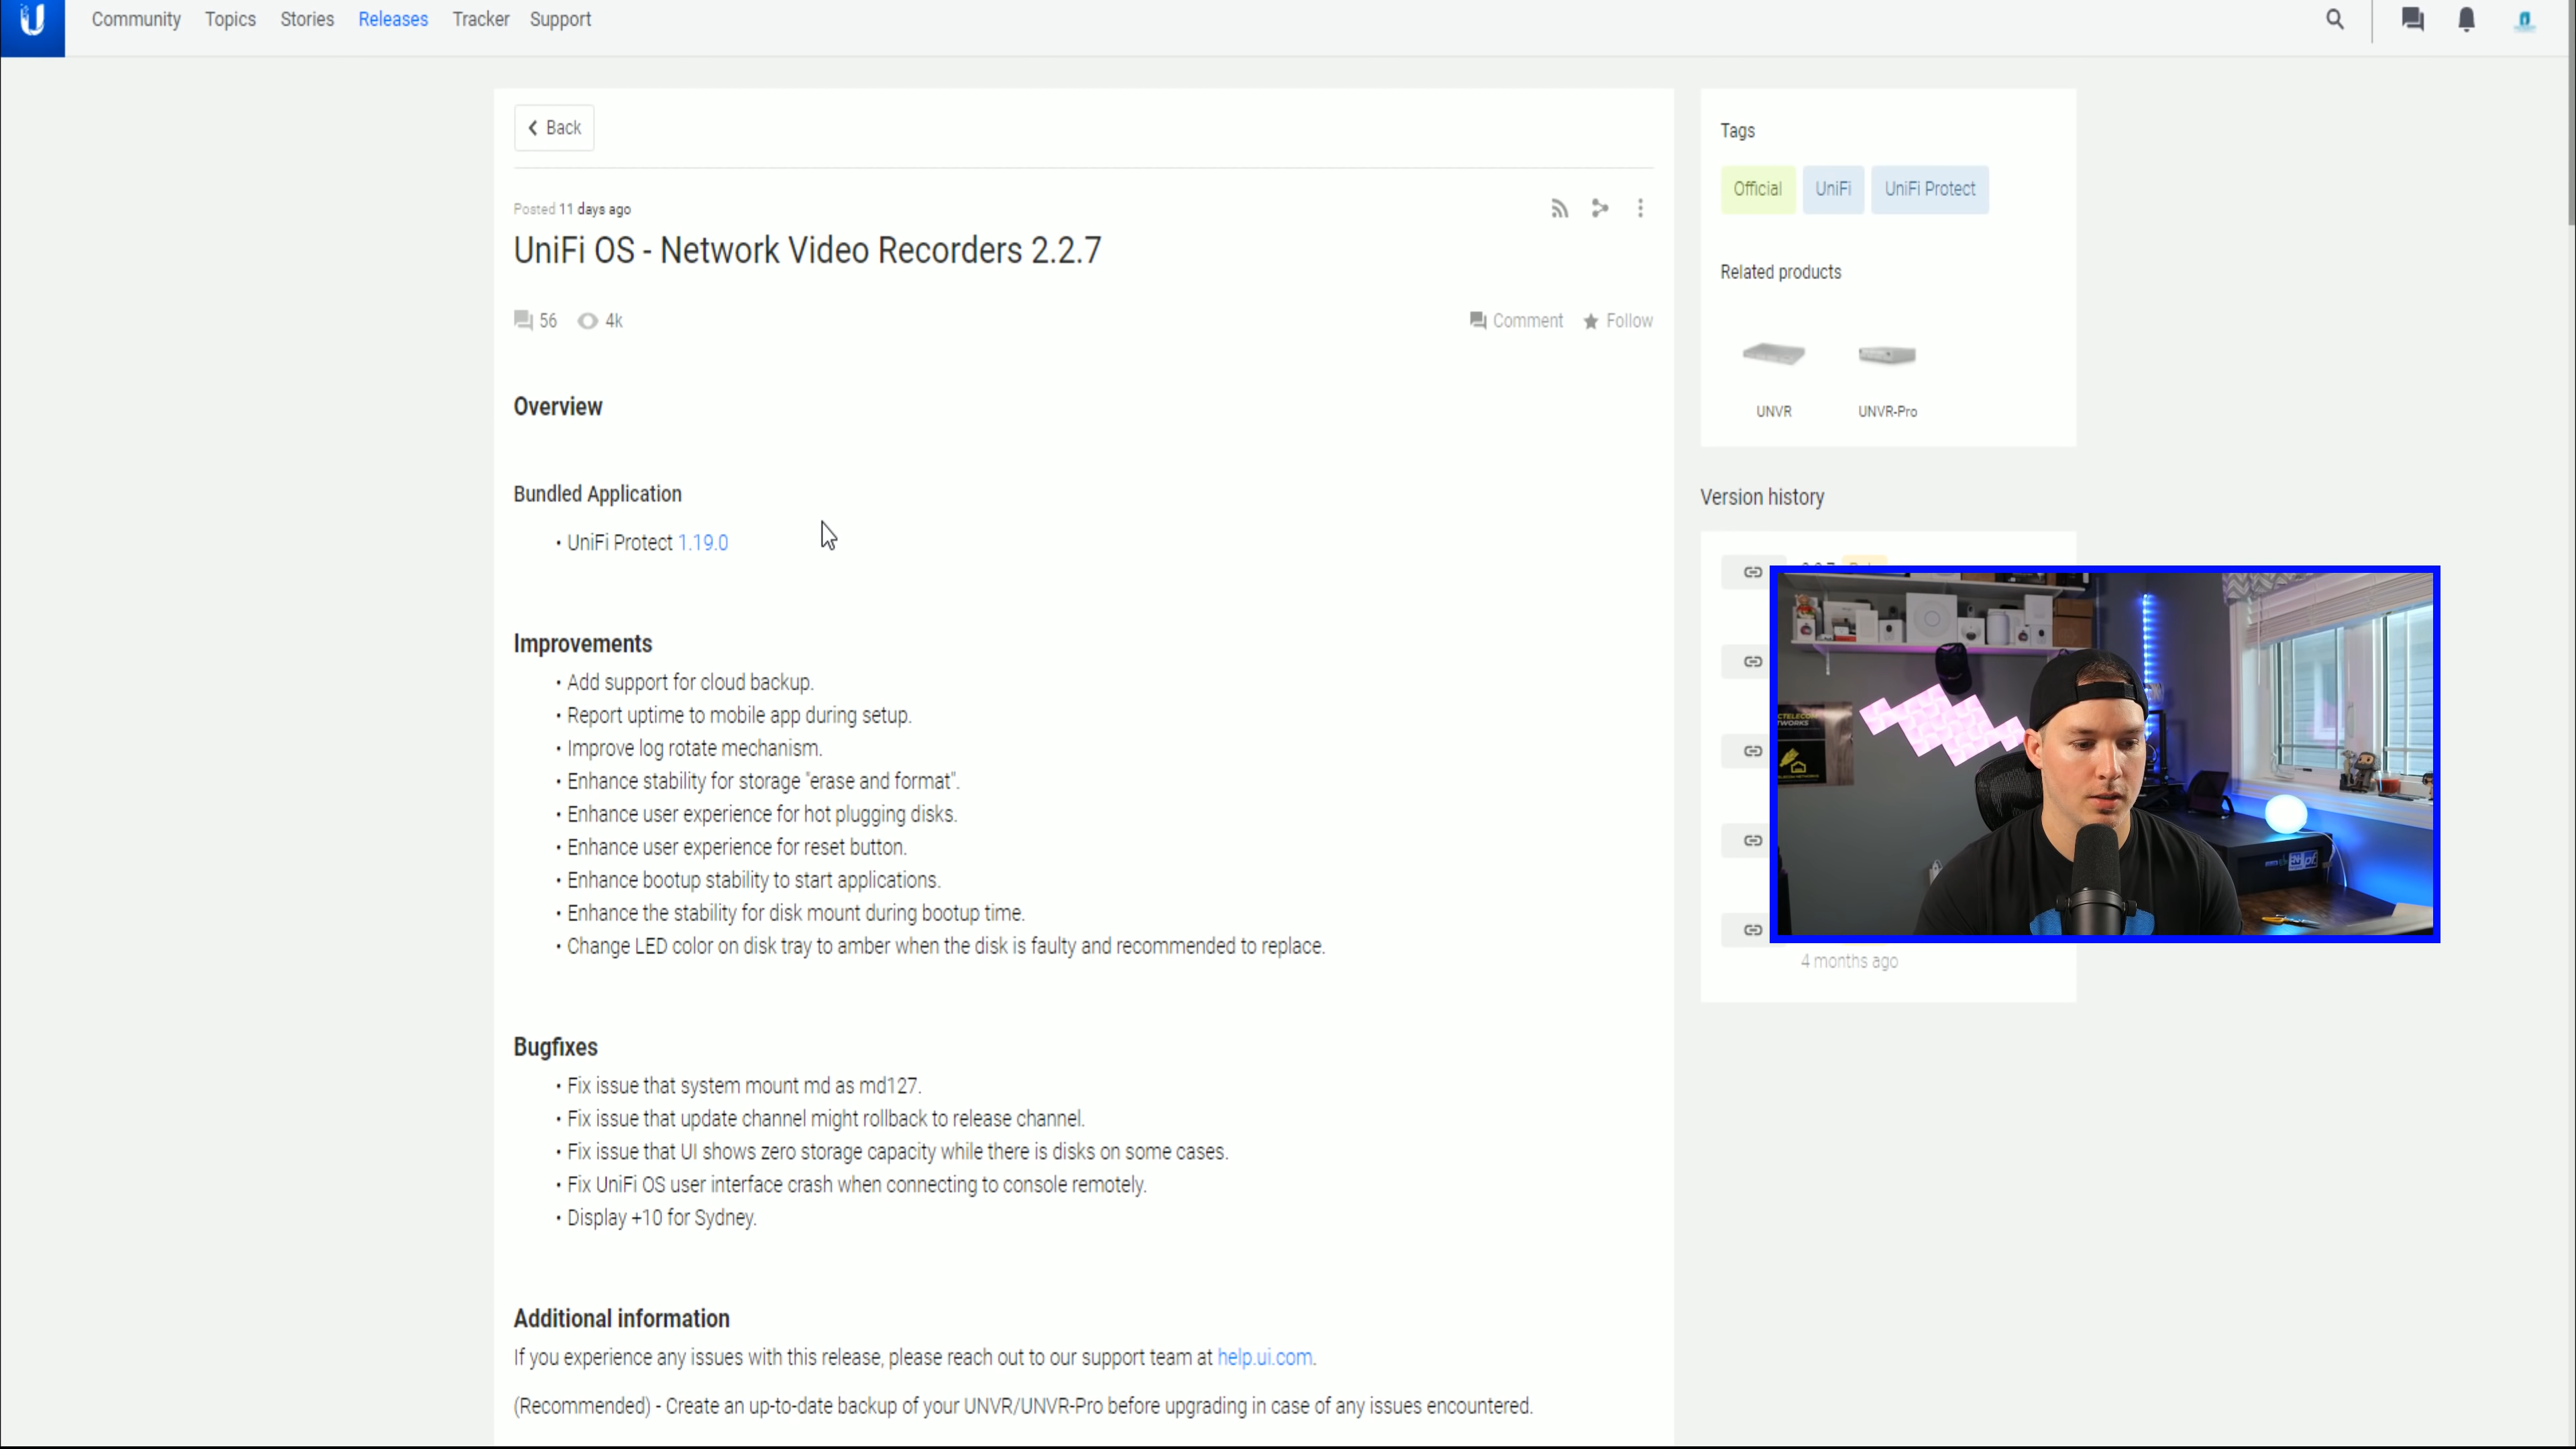 Community Topics Stories Releases Tracker Support
Back
Posted 11 days ago
UniFi OS - Network Video Recorders 2.2.7
56 4k
Comment Follow
Overview
Bundled Application
• UniFi Protect 1.19.0
Improvements
• Add support for cloud backup.
• Report uptime to mobile app during setup.
• Improve log rotate mechanism.
• Enhance stability for storage "erase and format".
• Enhance user experience for hot plugging disks.
• Enhance user experience for reset button.
• Enhance bootup stability to start applications.
• Enhance the stability for disk mount during bootup time.
• Change LED color on disk tray to amber when the disk is faulty and recommended to replace.
Bugfixes
• Fix issue that system mount md as md127.
• Fix issue that update channel might rollback to release channel.
• Fix issue that UI shows zero storage capacity while there is disks on some cases.
• Fix UniFi OS user interface crash when connecting to console remotely.
• Display +10 for Sydney.
Additional information
If you experience any issues with this release, please reach out to our support team at help.ui.com.
(Recommended) - Create an up-to-date backup of your UNVR/UNVR-Pro before upgrading in case of any issues encountered.
Tags
Official UniFi UniFi Protect
Related products
UNVR UNVR-Pro
Version history
4 months ago